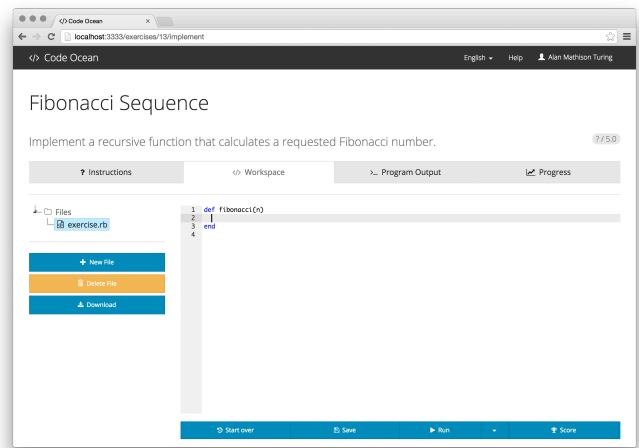 </> Code Ocean
localhost:3333/exercises/13/implement
</> Code Ocean English Help Alan Mathison Turing
Fibonacci Sequence
Implement a recursive function that calculates a requested Fibonacci number. ? / 5.0
? Instructions </> Workspace >_ Program Output Progress
Files
exercise.rb
+ New File
Delete File
Download
1 def fibonacci(n)
2
3 end
4
Start over Save Run Score